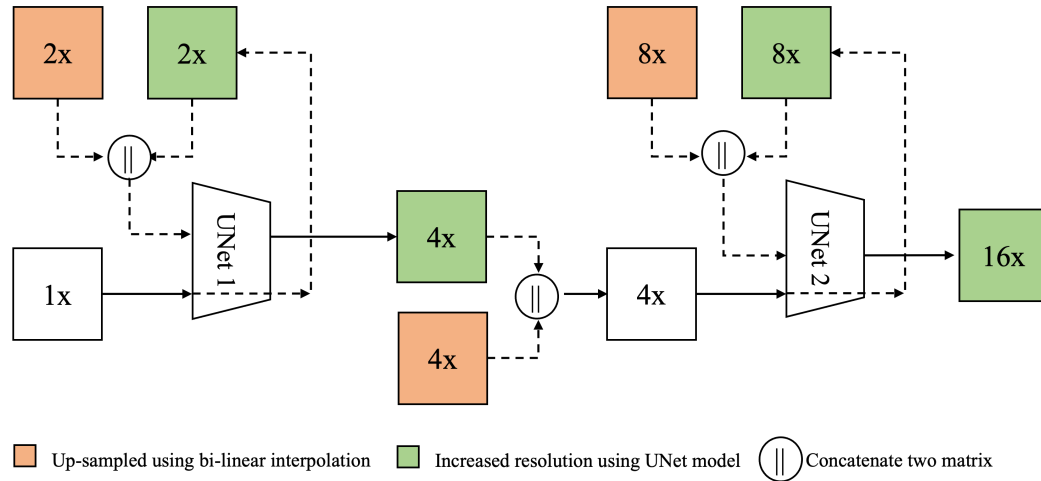 2x
2x
8x
8x
||
||
UNet 1
UNet 2
4x
16x
1x
||
4x
4x
Up-sampled using bi-linear interpolation
Increased resolution using UNet model
||
Concatenate two matrix